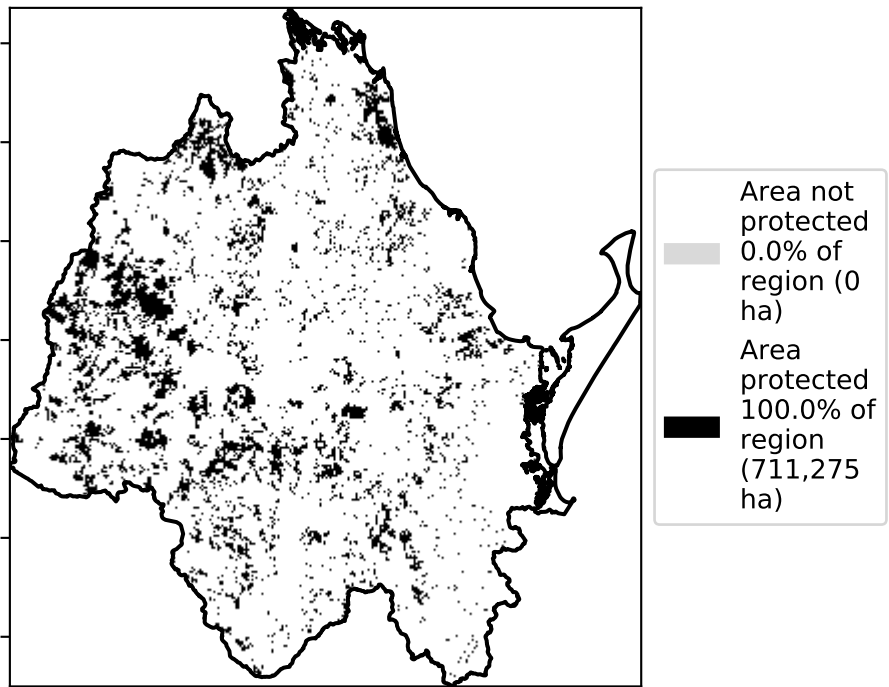 Area not
protected
0.0% of
region (0
ha)
Area
protected
100.0% of
region
(711,275
ha)